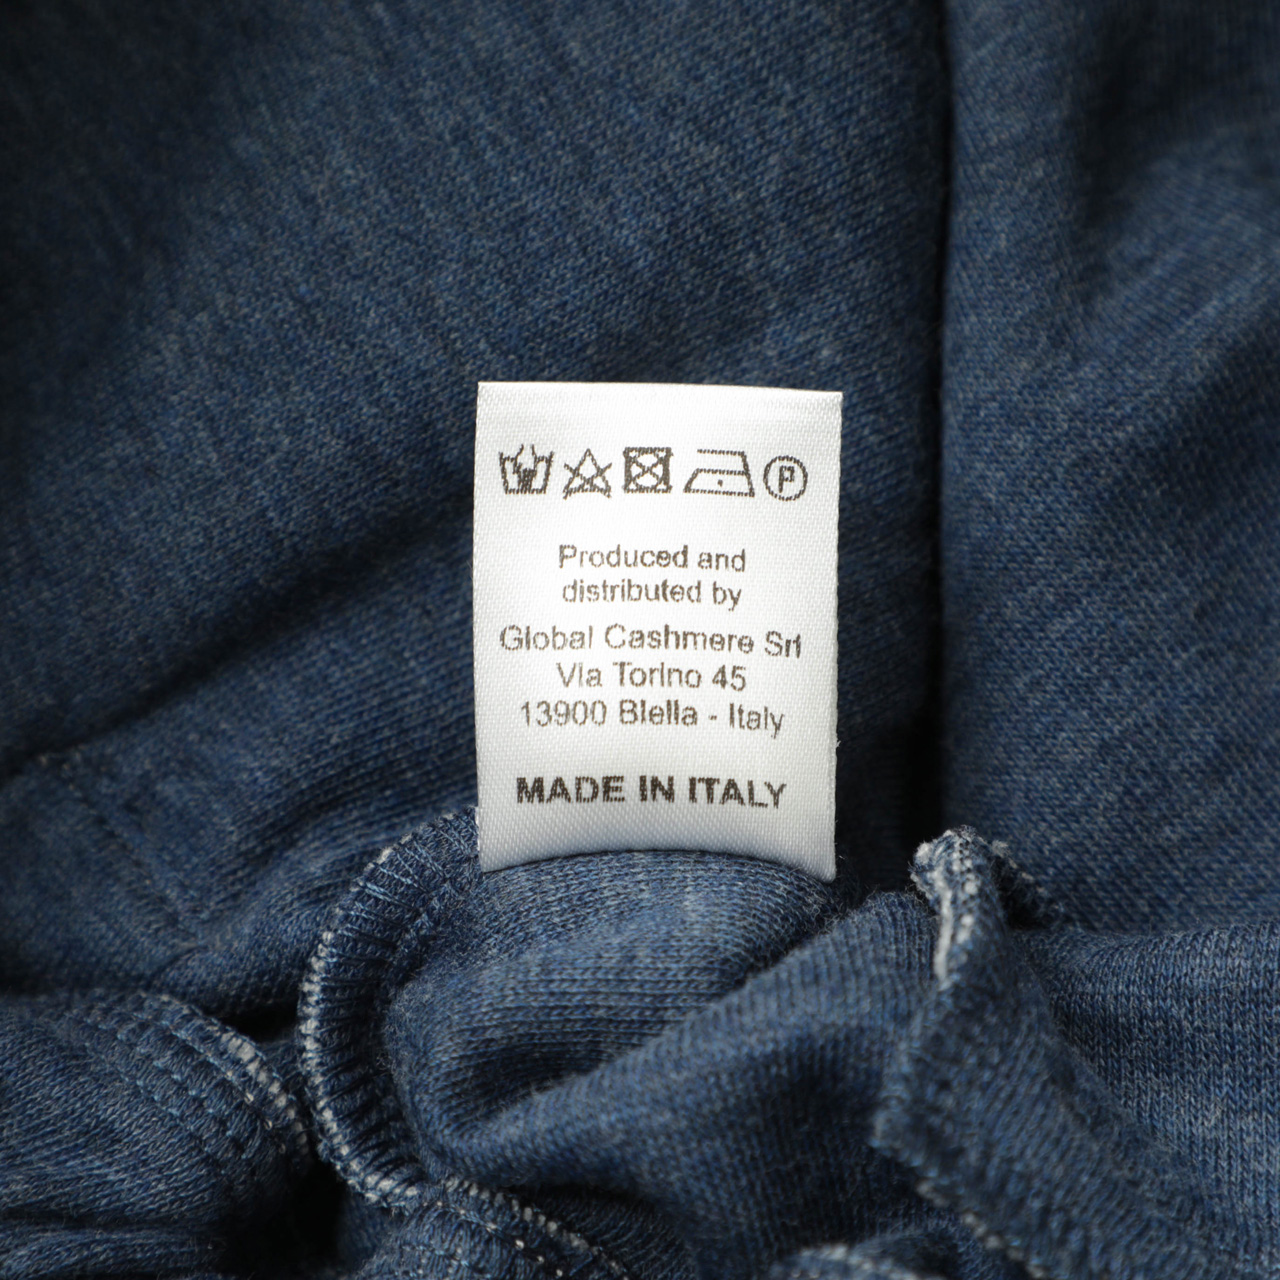 P
Produced and
distributed by
Global Cashmere Srl
Via Torino 45
13900 Biella - Italy
MADE IN ITALY